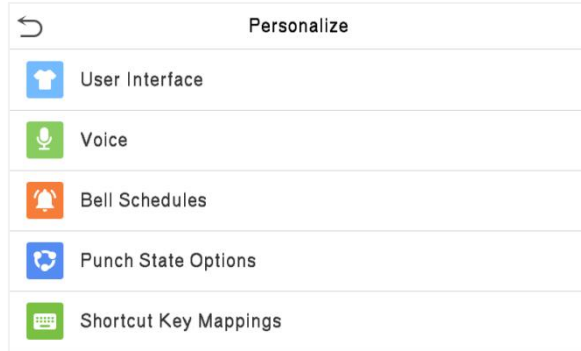 Personalize
User Interface
Voice
Bell Schedules
Punch State Options
Shortcut Key Mappings